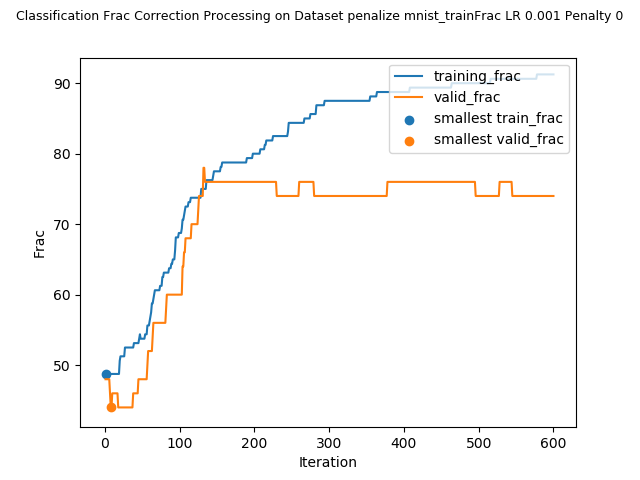 Classification Frac Correction Processing on Dataset penalize mnist_trainFrac LR 0.001 Penalty 0
training_frac
valid_frac
smallest train_frac
smallest valid_frac
Frac
90
80
70
60
50
0 100 200 300 400 500 600
Iteration